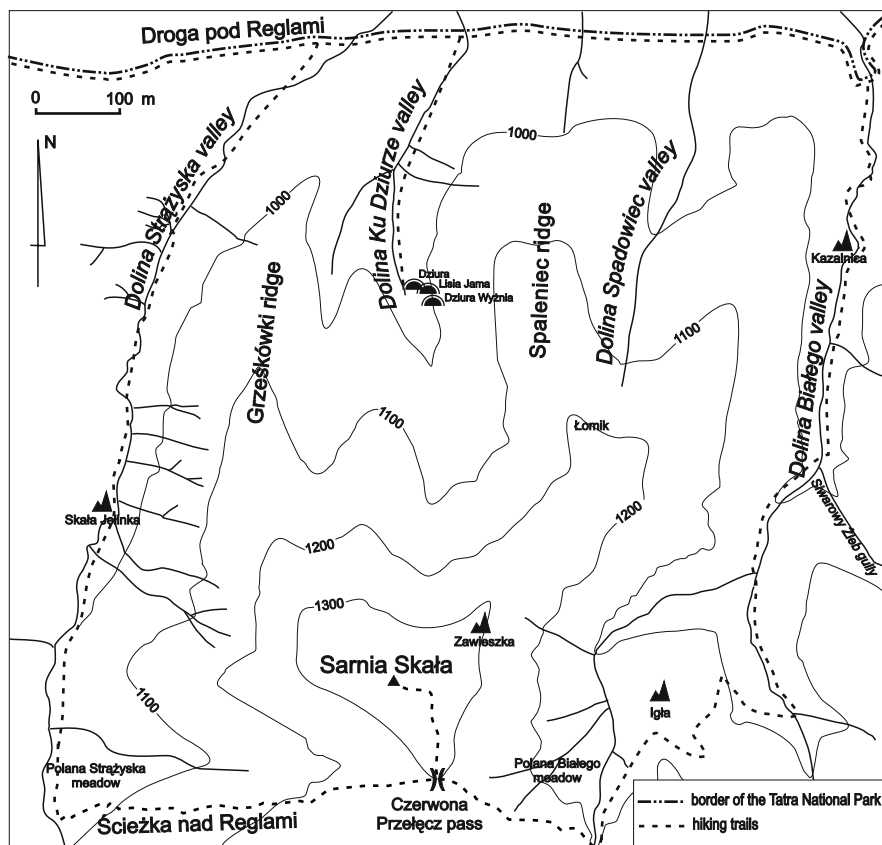 Droga pod Reglami
0 100 m
N
1000
Dolina Strążyska valley
1000
Dolina Ku Dziurze valley
Dziura
Lisia Jama
Dziura Wyżnia
Grześkówki ridge
Spaleniec ridge
Dolina Spadowiec valley
Kazalnica
Dolina Białego valley
1100
1100
Łomik
Siwarowy Żleb gully
Skała Jelinka
1200
1200
1300
Zawieszka
Sarnia Skała
Igła
1100
Polana Strążyska
meadow
Polana Białego
meadow
Czerwona
Przełęcz pass
Ścieżka nad Reglami
border of the Tatra National Park
hiking trails